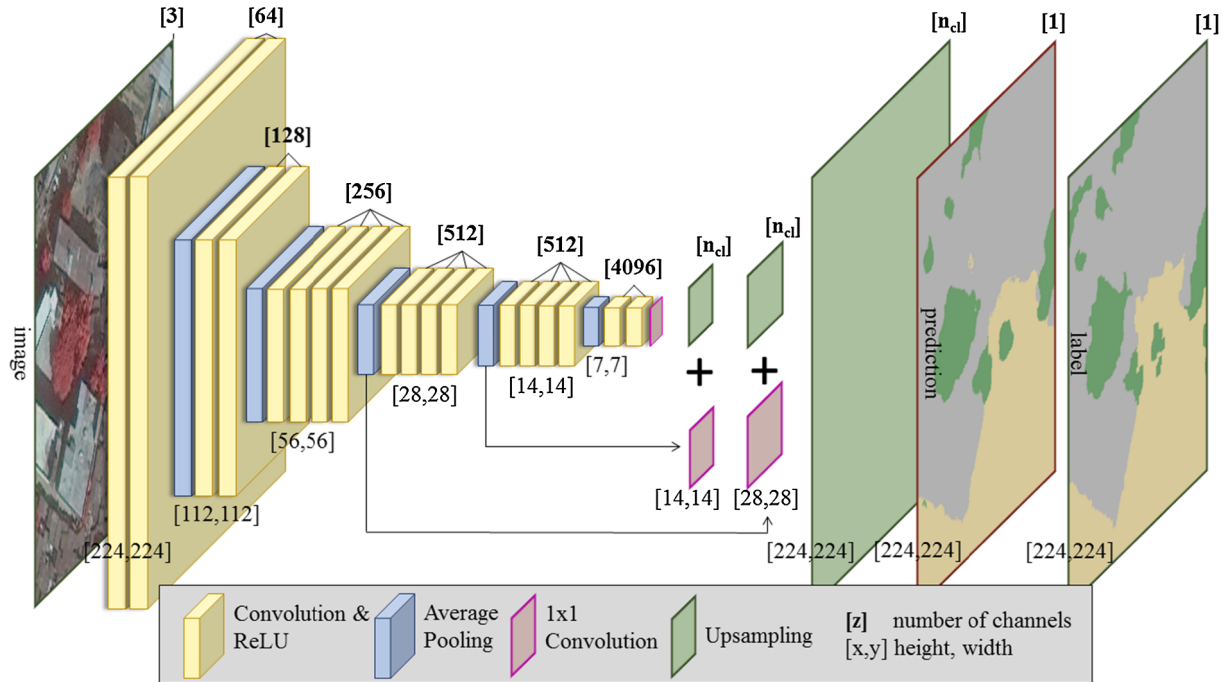 [3]
[64]
[128]
[256]
[512]
[512]
[4096]
[n_cl]
[n_cl]
[n_cl]
[1]
[1]
image
prediction
label
[224,224]
[112,112]
[56,56]
[28,28]
[14,14]
[7,7]
+
+
[14,14]
[28,28]
[224,224]
[224,224]
[224,224]
Convolution &
ReLU
Average
Pooling
1x1
Convolution
Upsampling
[z] number of channels
[x,y] height, width